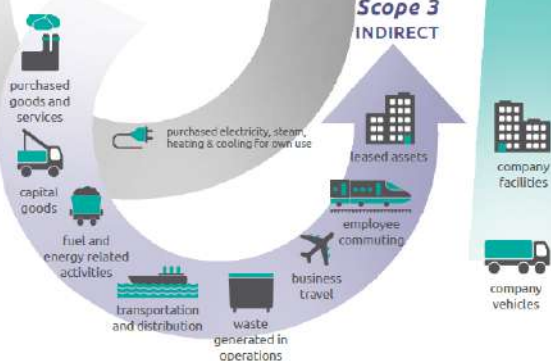 Scope 3
INDIRECT
purchased
goods and
services
purchased electricity, steam,
heating & cooling for own use
capital
goods
fuel and
energy related
activities
transportation
and distribution
waste
generated in
operations
business
travel
employee
commuting
leased assets
company
facilities
company
vehicles